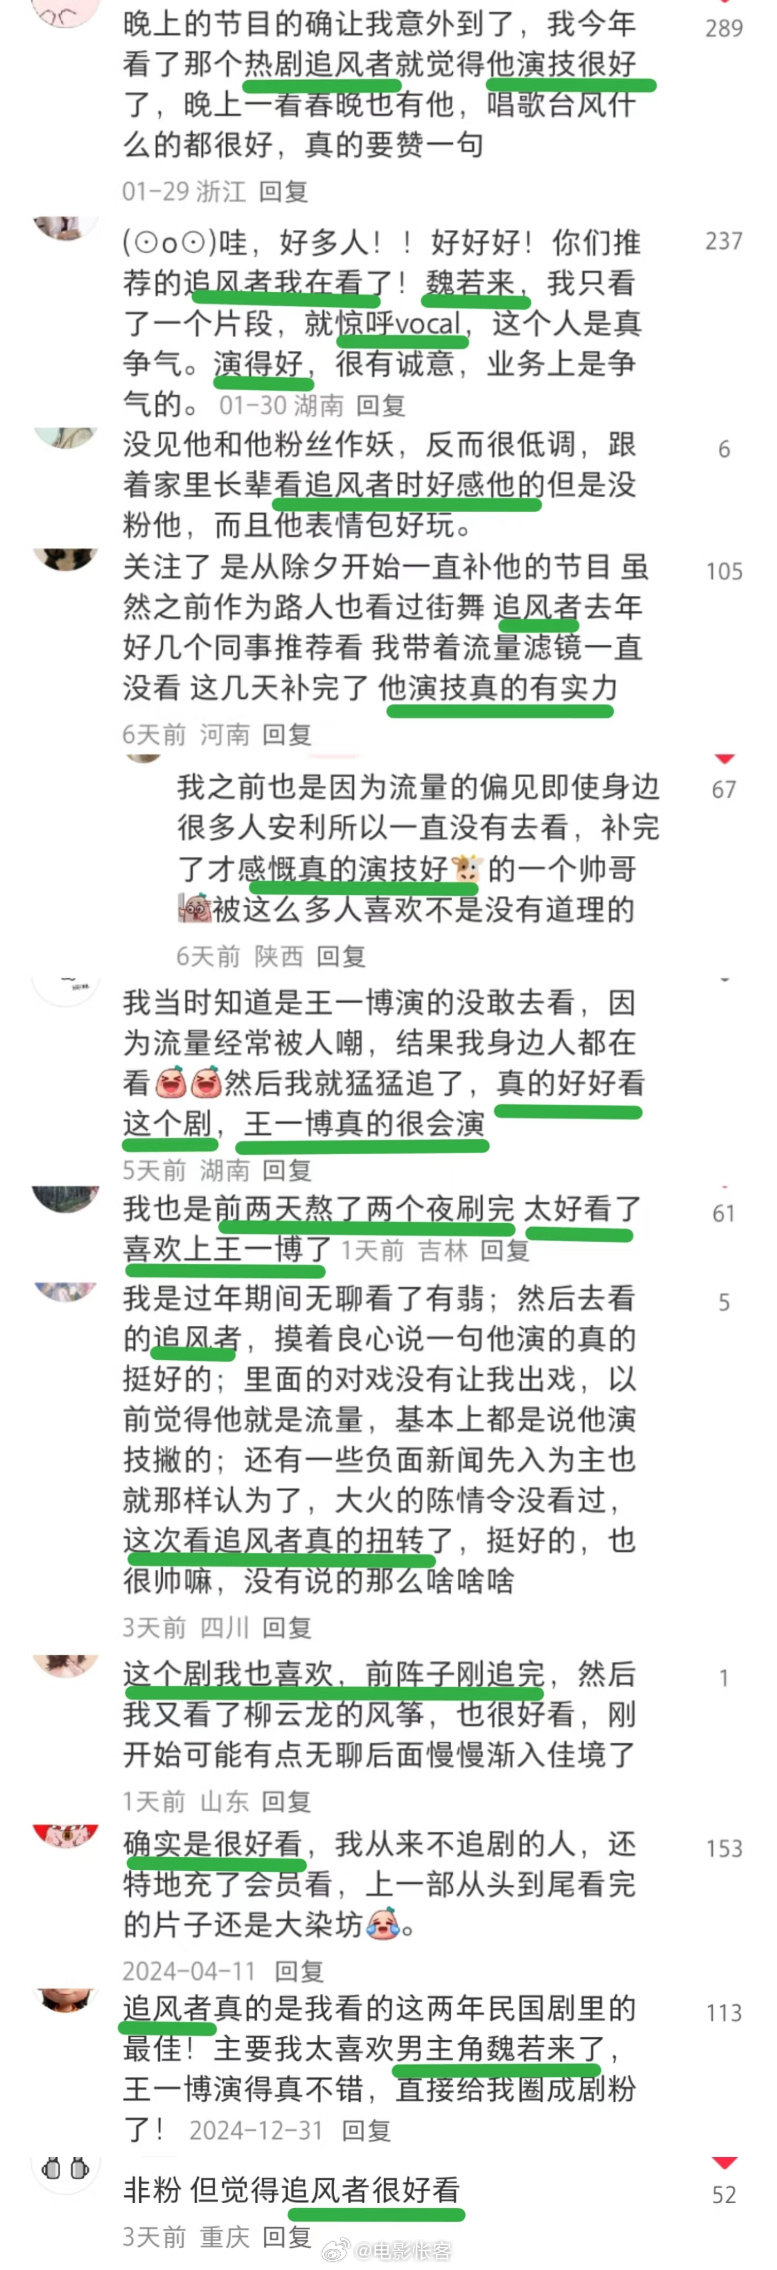 晚上的节目的确让我意外到了，我今年
289
看了那个热剧追风者就觉得他演技很好
了，晚上一看春晚也有他，唱歌台风什
么的都很好，真的要赞一句
01-29 浙江 回复
(⊙o⊙)哇，好多人！！好好好！你们推
237
荐的追风者我在看了！魏若来，我只看
了一个片段，就惊呼vocal，这个人是真
争气。演得好，很有诚意，业务上是争
气的。 01-30 湖南 回复
没见他和他粉丝作妖，反而很低调，跟
6
着家里长辈看追风者时好感他的但是没
粉他，而且他表情包好玩。
关注了 是从除夕开始一直补他的节目 虽
105
然之前作为路人也看过街舞 追风者去年
好几个同事推荐看 我带着流量滤镜一直
没看 这几天补完了 他演技真的有实力
6天前 河南 回复
我之前也是因为流量的偏见即使身边
67
很多人安利所以一直没有去看，补完
了才感慨真的演技好🐮的一个帅哥
被这么多人喜欢不是没有道理的
6天前 陕西 回复
我当时知道是王一博演的没敢去看，因
为流量经常被人嘲，结果我身边人都在
看然后我就猛猛追了，真的好好看
这个剧，王一博真的很会演
5天前 湖南 回复
我也是前两天熬了两个夜刷完 太好看了
61
喜欢上王一博了 1天前 吉林 回复
我是过年期间无聊看了有翡；然后去看
5
的追风者，摸着良心说一句他演的真的
挺好的；里面的对戏没有让我出戏，以
前觉得他就是流量，基本上都是说他演
技撇的；还有一些负面新闻先入为主也
就那样认为了，大火的陈情令没看过，
这次看追风者真的扭转了，挺好的，也
很帅嘛，没有说的那么啥啥啥
3天前 四川 回复
这个剧我也喜欢，前阵子刚追完，然后
1
我又看了柳云龙的风筝，也很好看，刚
开始可能有点无聊后面慢慢渐入佳境了
1天前 山东 回复
确实是很好看，我从来不追剧的人，还
153
特地充了会员看，上一部从头到尾看完
的片子还是大染坊。
2024-04-11 回复
追风者真的是我看的这两年民国剧里的
113
最佳！主要我太喜欢男主角魏若来了，
王一博演得真不错，直接给我圈成剧粉
了！ 2024-12-31 回复
非粉 但觉得追风者很好看
52
3天前 重庆 回复
@电影怅客